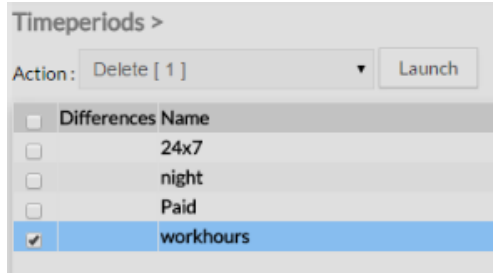 Timeperiods >
Action : Delete [ 1 ] Launch
Differences Name
24x7
night
Paid
workhours